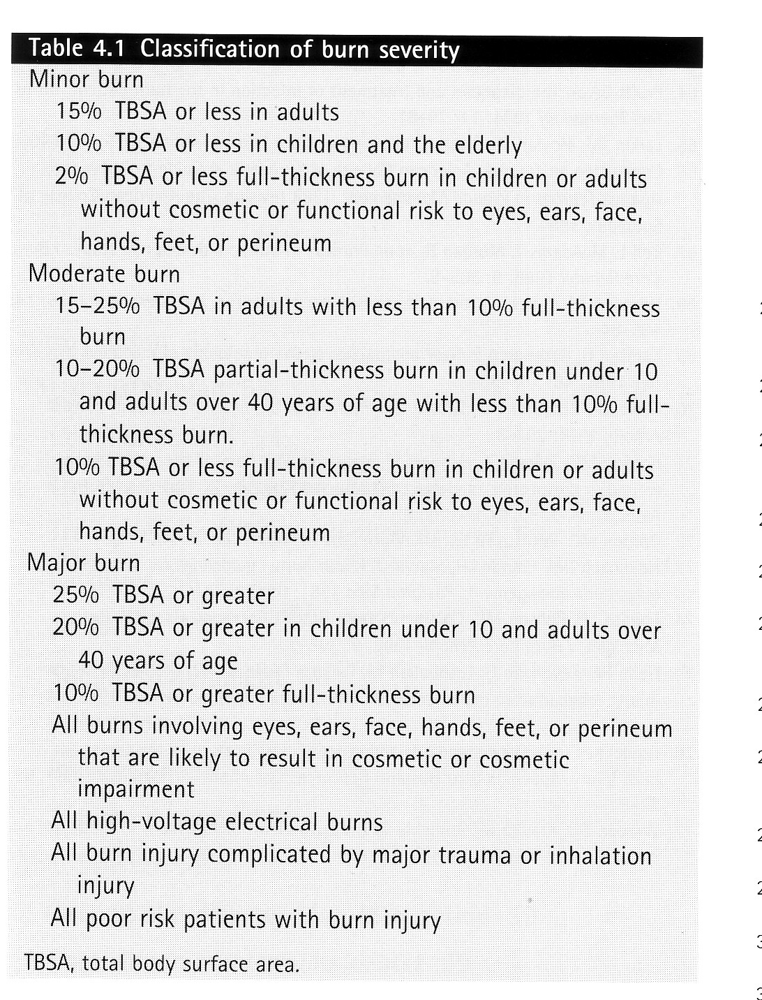 Table 4.1 Classification of burn severity
Minor burn
15% TBSA or less in adults
10% TBSA or less in children and the elderly
2% TBSA or less full-thickness burn in children or adults
without cosmetic or functional risk to eyes, ears, face,
hands, feet, or perineum
Moderate burn
15–25% TBSA in adults with less than 10% full-thickness
burn
10–20% TBSA partial-thickness burn in children under 10
and adults over 40 years of age with less than 10% full-
thickness burn.
10% TBSA or less full-thickness burn in children or adults
without cosmetic or functional risk to eyes, ears, face,
hands, feet, or perineum
Major burn
25% TBSA or greater
20% TBSA or greater in children under 10 and adults over
40 years of age
10% TBSA or greater full-thickness burn
All burns involving eyes, ears, face, hands, feet, or perineum
that are likely to result in cosmetic or cosmetic
impairment
All high-voltage electrical burns
All burn injury complicated by major trauma or inhalation
injury
All poor risk patients with burn injury
TBSA, total body surface area.